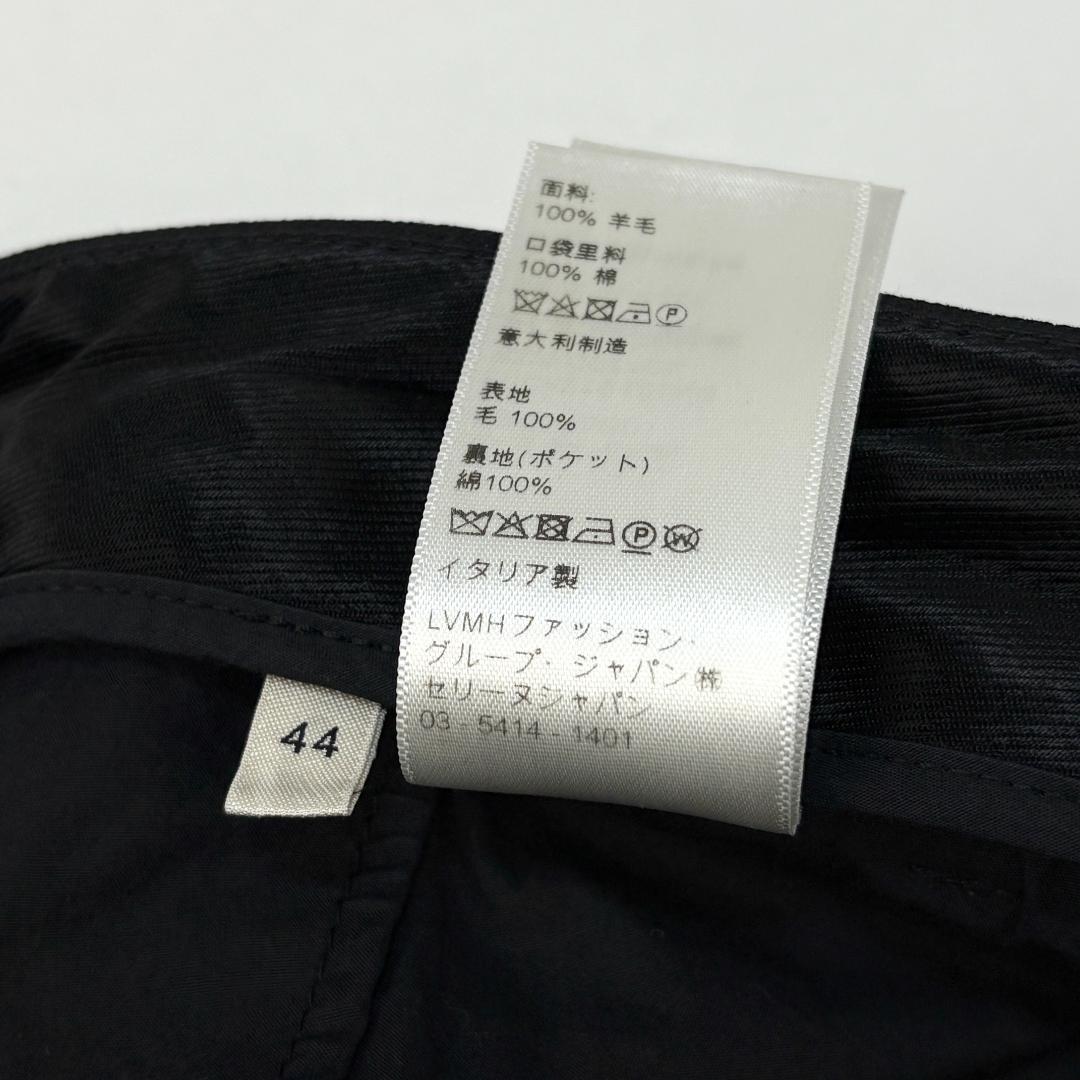 面料:
100% 羊毛
口袋里料
100% 棉
P
意大利制造
表地
毛 100%
裏地(ポケット)
綿100%
P W
イタリア製
LVMHファッション・
グループ・ジャパン㈱
セリーヌジャパン
03 - 5414 - 1401
44